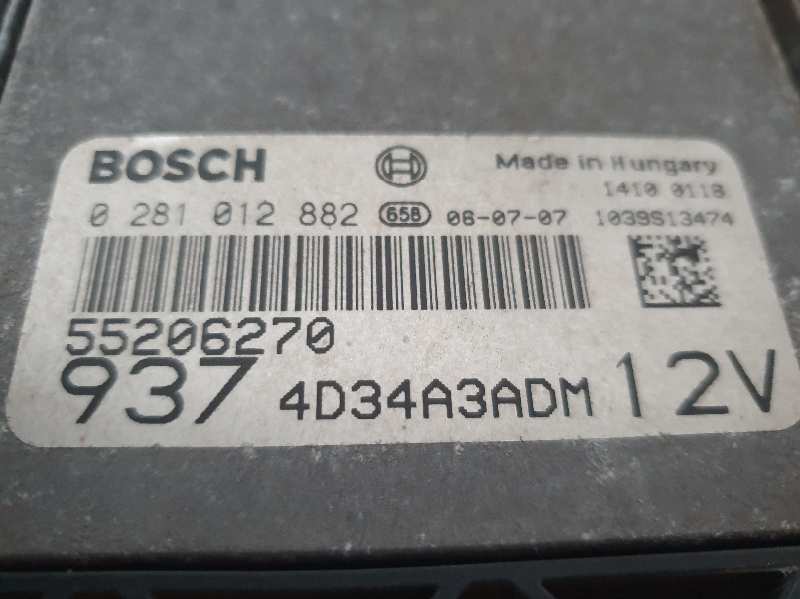 BOSCH Made in Hungary
1410 0118
0 281 012 882 658 06-07-07 1039S13474
55206270
937 4D34A3ADM 12V